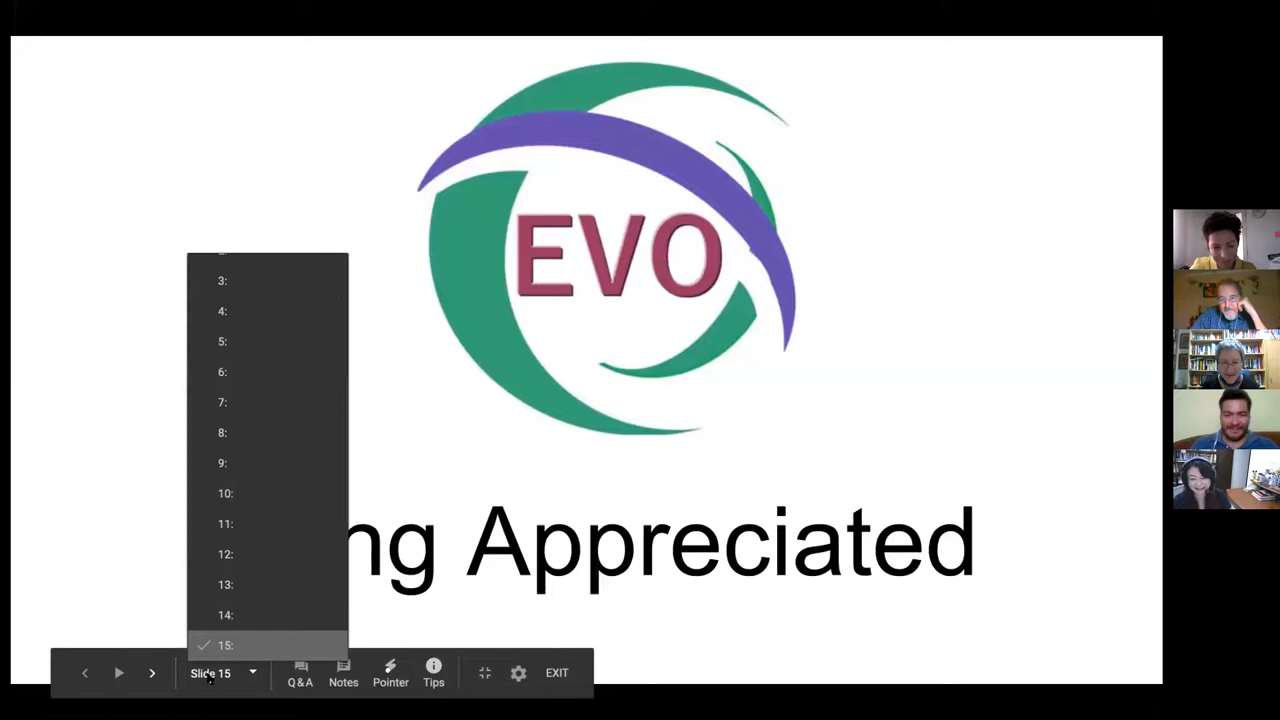 EVO
3:
4:
5:
6:
7:
8:
9:
10:
11:
12:
13:
14:
15:
ng Appreciated
Slide 15
Q&A
Notes
Pointer
Tips
EXIT